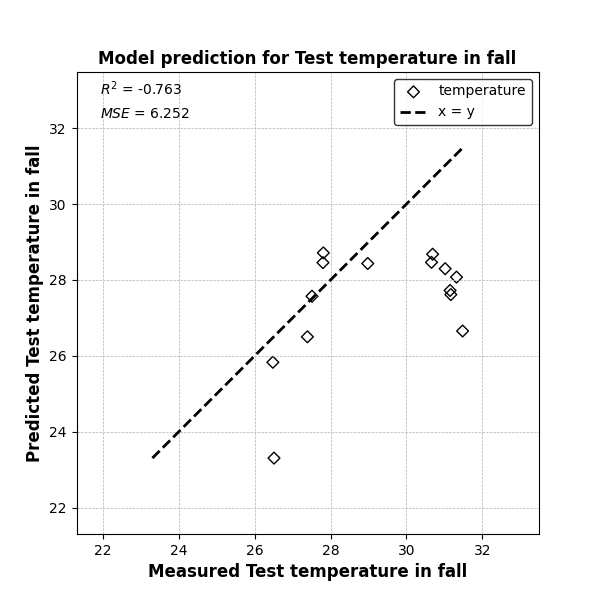 Model prediction for Test temperature in fall
R² = -0.763
MSE = 6.252
temperature
x = y
Predicted Test temperature in fall
32
30
28
26
24
22
22 24 26 28 30 32
Measured Test temperature in fall